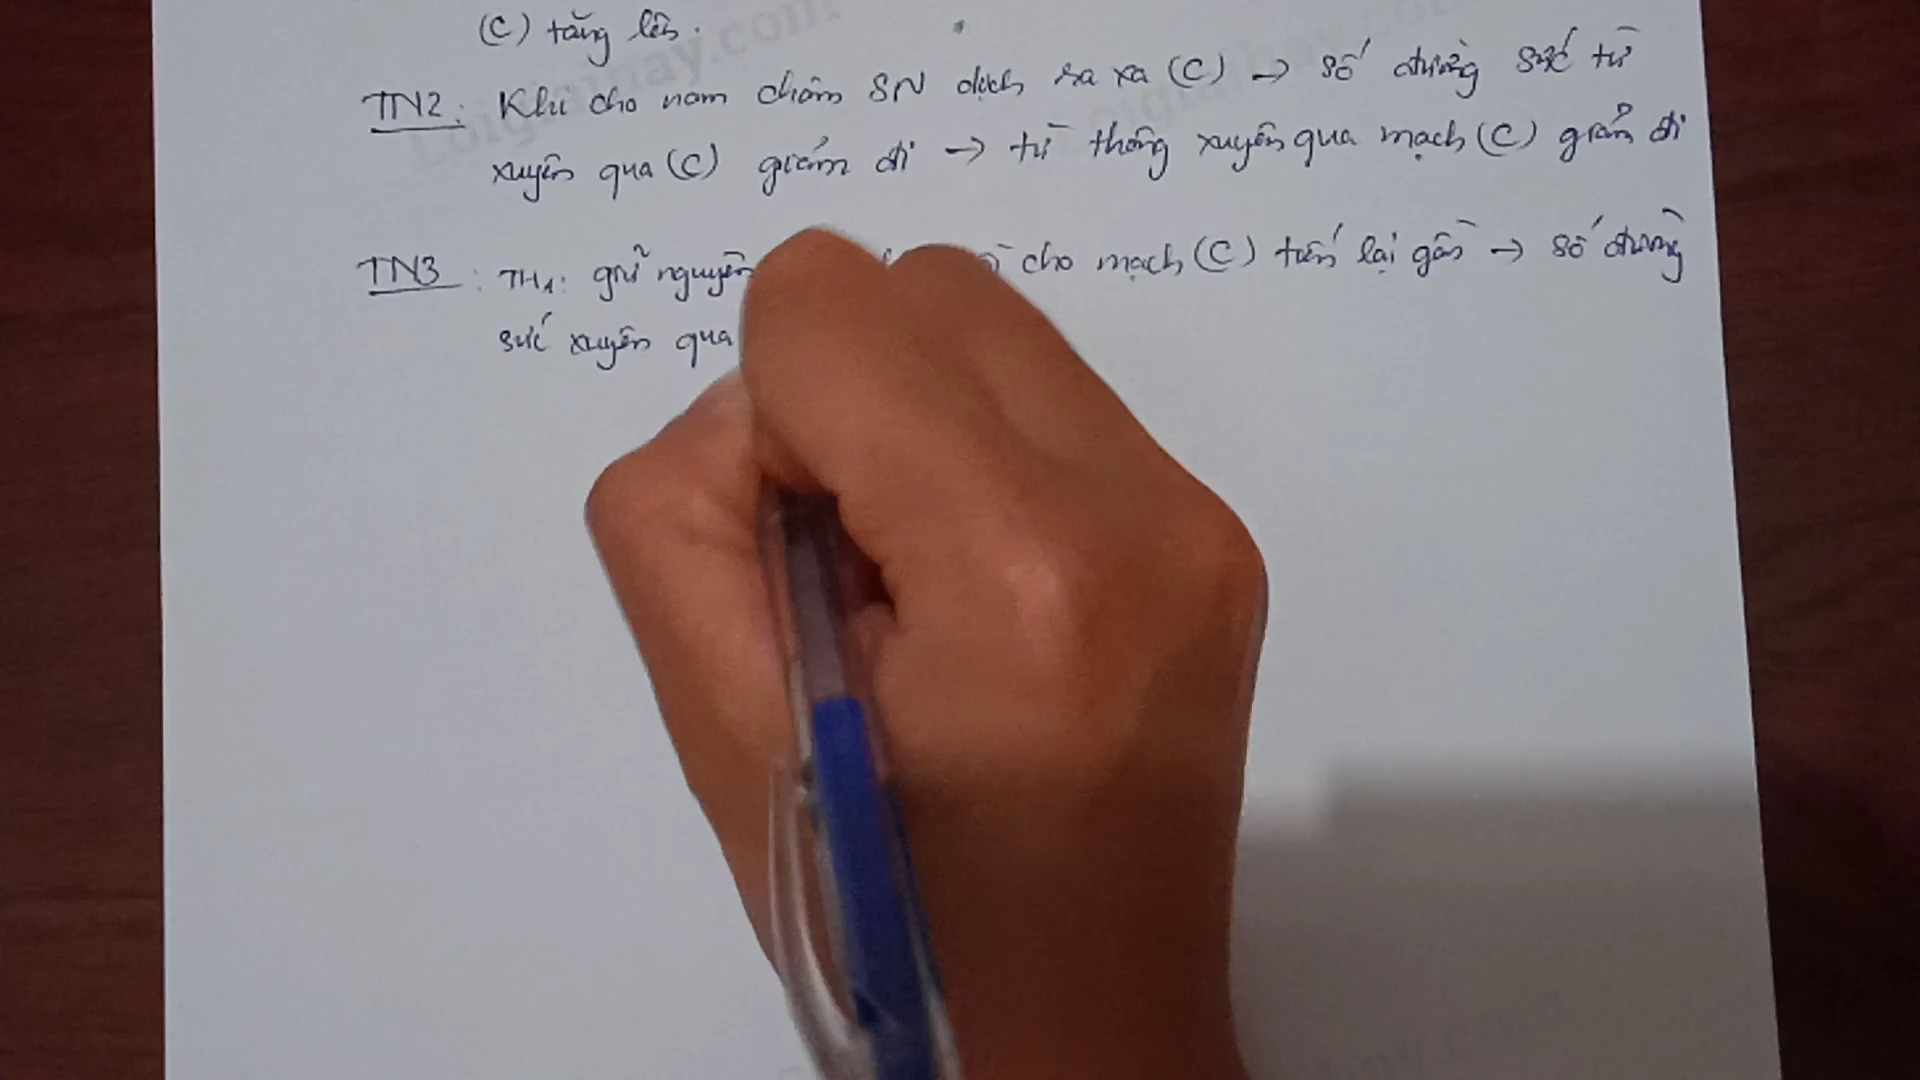 (C) tăng lên.
TN2: Khi cho nam châm SN dịch ra xa (C) → số đường sức từ
xuyên qua (C) giảm đi → từ thông xuyên qua mạch (C) giảm đi
TN3: TH1: giữ nguyên cho mạch (C) tiến lại gần → số đường
sức xuyên qua
Loigiaihay.com